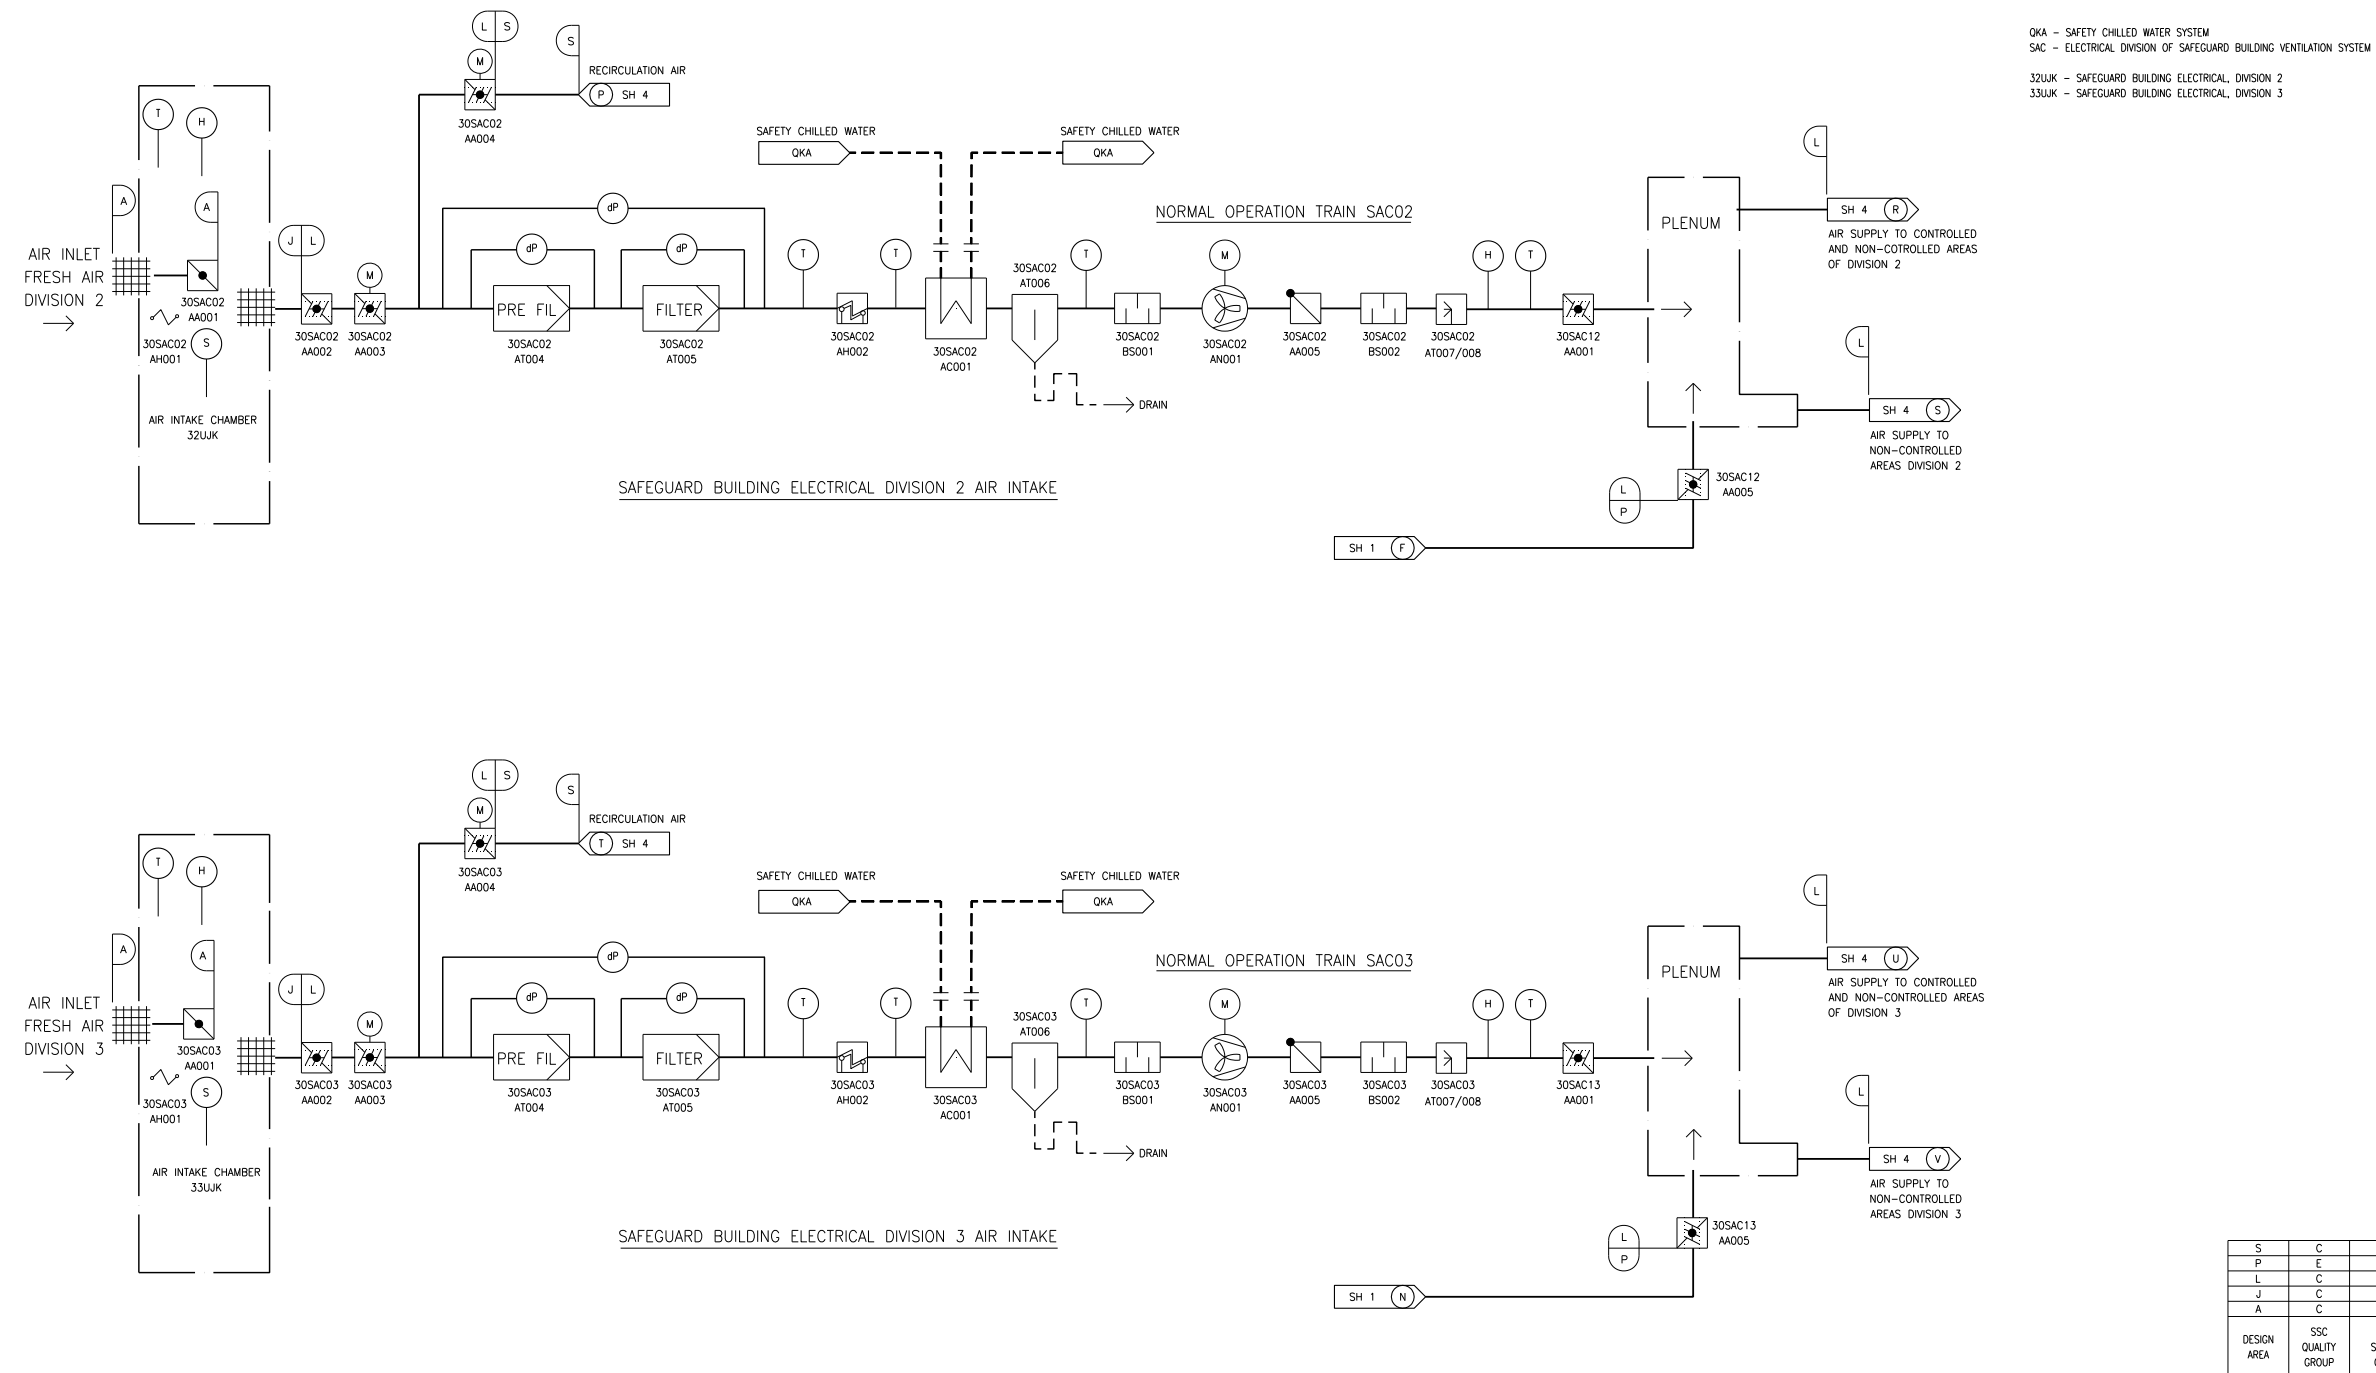 QKA – SAFETY CHILLED WATER SYSTEM
SAC – ELECTRICAL DIVISION OF SAFEGUARD BUILDING VENTILATION SYSTEM
32UJK – SAFEGUARD BUILDING ELECTRICAL, DIVISION 2
33UJK – SAFEGUARD BUILDING ELECTRICAL, DIVISION 3
L S
S
M
RECIRCULATION AIR
P SH 4
30SAC02
AA004
T
H
A
A
AIR INLET
FRESH AIR
DIVISION 2
30SAC02
AA001
30SAC02
AH001
S
AIR INTAKE CHAMBER
32UJK
J L
M
30SAC02
AA002
30SAC02
AA003
dP
dP
dP
PRE FIL
30SAC02
AT004
FILTER
30SAC02
AT005
SAFETY CHILLED WATER
QKA
SAFETY CHILLED WATER
QKA
T
T
30SAC02
AH002
30SAC02
AC001
30SAC02
AT006
DRAIN
NORMAL OPERATION TRAIN SAC02
T
M
H
T
30SAC02
BS001
30SAC02
AN001
30SAC02
AA005
30SAC02
BS002
30SAC02
AT007/008
30SAC12
AA001
PLENUM
L
SH 4 R
AIR SUPPLY TO CONTROLLED
AND NON-COTROLLED AREAS
OF DIVISION 2
L
SH 4 S
AIR SUPPLY TO
NON-CONTROLLED
AREAS DIVISION 2
30SAC12
AA005
L
P
SH 1 F
SAFEGUARD BUILDING ELECTRICAL DIVISION 2 AIR INTAKE
L S
S
M
RECIRCULATION AIR
T SH 4
30SAC03
AA004
T
H
A
A
AIR INLET
FRESH AIR
DIVISION 3
30SAC03
AA001
30SAC03
AH001
S
AIR INTAKE CHAMBER
33UJK
J L
M
30SAC03
AA002
30SAC03
AA003
dP
dP
dP
PRE FIL
30SAC03
AT004
FILTER
30SAC03
AT005
SAFETY CHILLED WATER
QKA
SAFETY CHILLED WATER
QKA
T
T
30SAC03
AH002
30SAC03
AC001
30SAC03
AT006
DRAIN
NORMAL OPERATION TRAIN SAC03
T
M
H
T
30SAC03
BS001
30SAC03
AN001
30SAC03
AA005
30SAC03
BS002
30SAC03
AT007/008
30SAC13
AA001
PLENUM
L
SH 4 U
AIR SUPPLY TO CONTROLLED
AND NON-CONTROLLED AREAS
OF DIVISION 3
L
SH 4 V
AIR SUPPLY TO
NON-CONTROLLED
AREAS DIVISION 3
30SAC13
AA005
L
P
SH 1 N
SAFEGUARD BUILDING ELECTRICAL DIVISION 3 AIR INTAKE
S C
P E
L C
J C
A C
DESIGN
AREA
SSC
QUALITY
GROUP